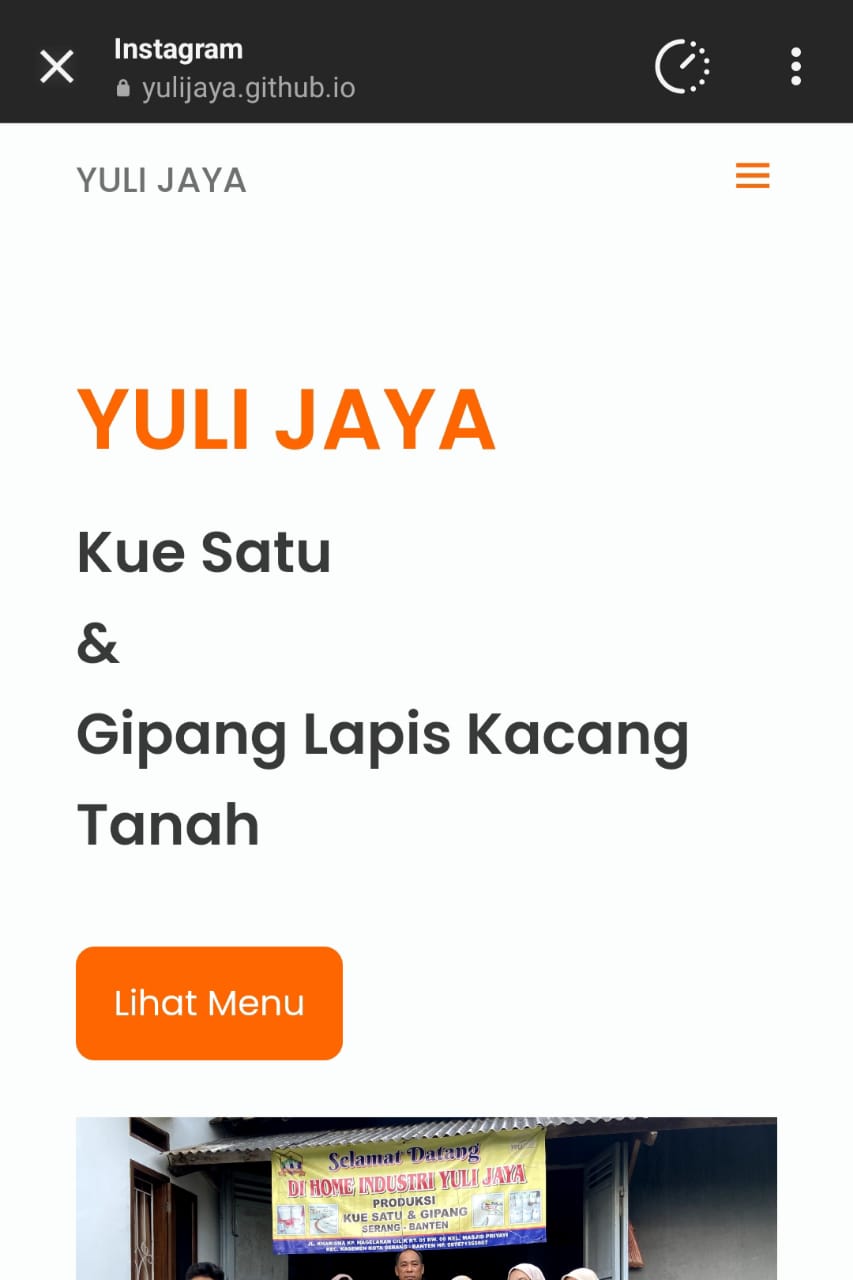 Instagram
yulijaya.github.io
YULI JAYA
YULI JAYA
Kue Satu
&
Gipang Lapis Kacang
Tanah
Lihat Menu
Selamat Datang
DI HOME INDUSTRI YULI JAYA
PRODUKSI
KUE SATU & GIPANG
SERANG - BANTEN